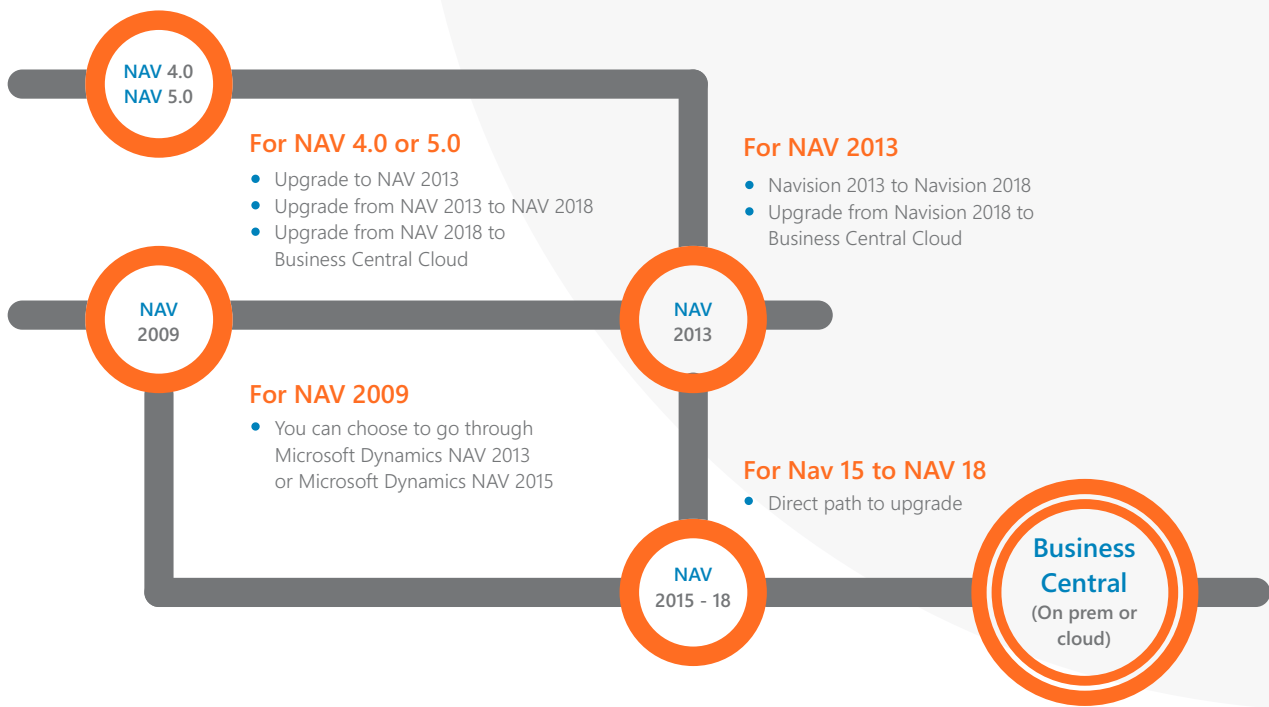 NAV 4.0
NAV 5.0
For NAV 4.0 or 5.0
Upgrade to NAV 2013
Upgrade from NAV 2013 to NAV 2018
Upgrade from NAV 2018 to
Business Central Cloud
For NAV 2013
Navision 2013 to Navision 2018
Upgrade from Navision 2018 to
Business Central Cloud
NAV
2009
NAV
2013
For NAV 2009
You can choose to go through
Microsoft Dynamics NAV 2013
or Microsoft Dynamics NAV 2015
For Nav 15 to NAV 18
Direct path to upgrade
NAV
2015 - 18
Business
Central
(On prem or
cloud)